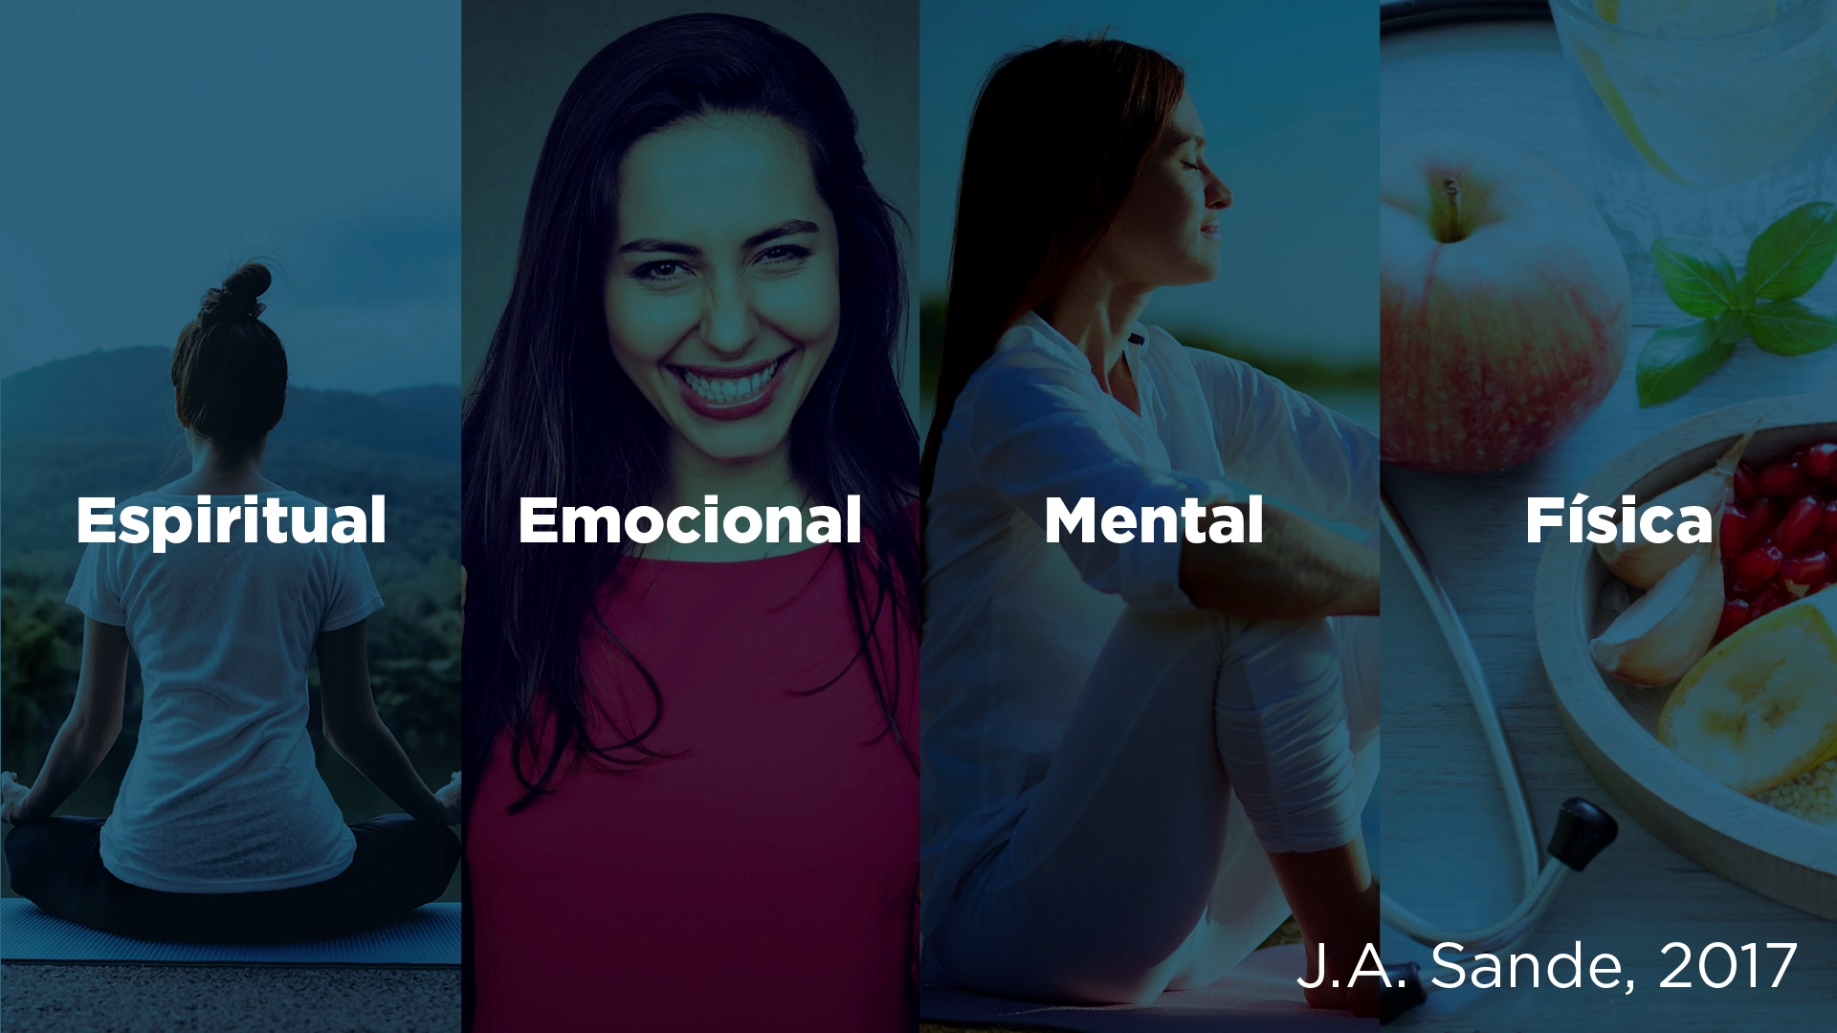 Espiritual
Emocional
Mental
Física
J.A. Sande, 2017